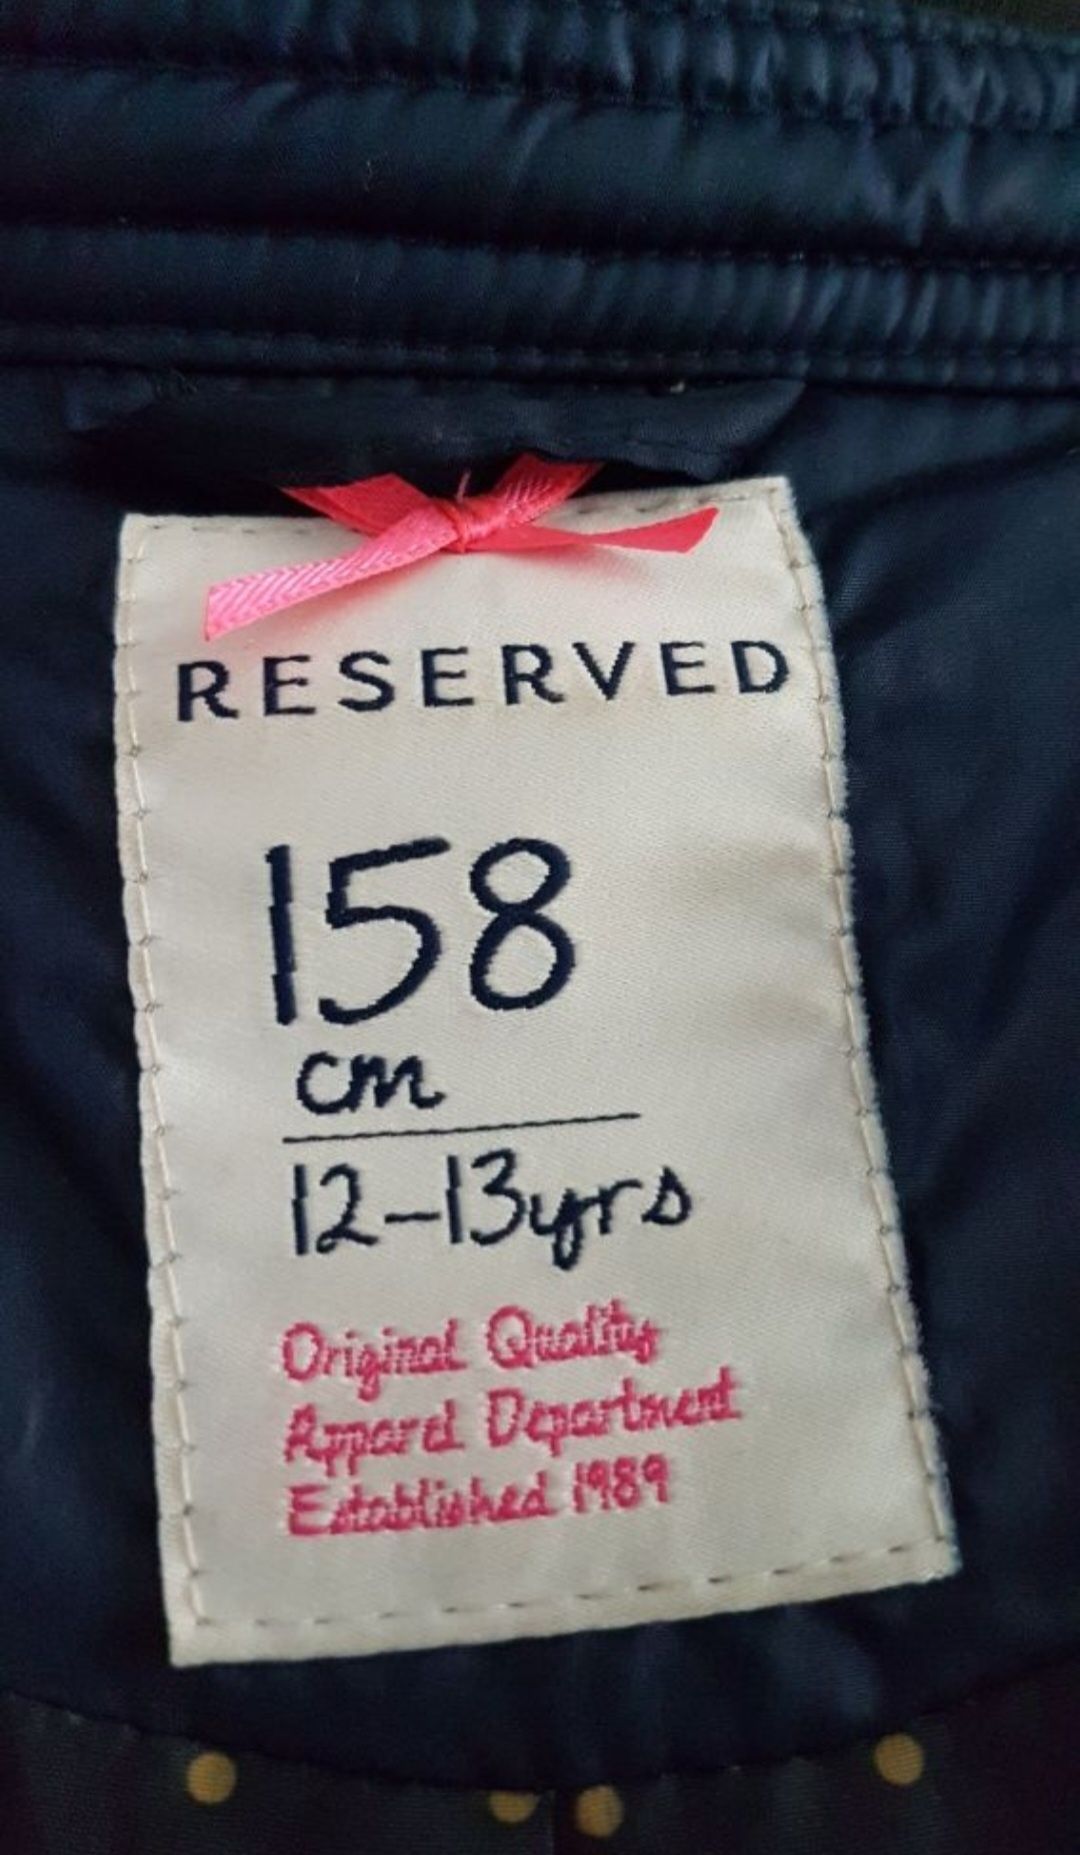 RESERVED
158
cm
12-13yrs
Original Quality
Apparel Department
Established 1989